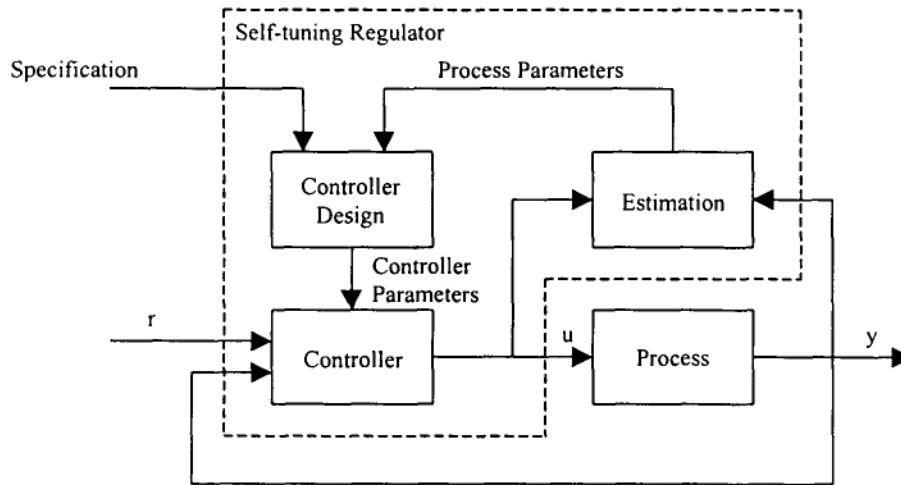 Self-tuning Regulator
Specification
Process Parameters
Controller
Design
Estimation
Controller
Parameters
r
Controller
u
Process
y